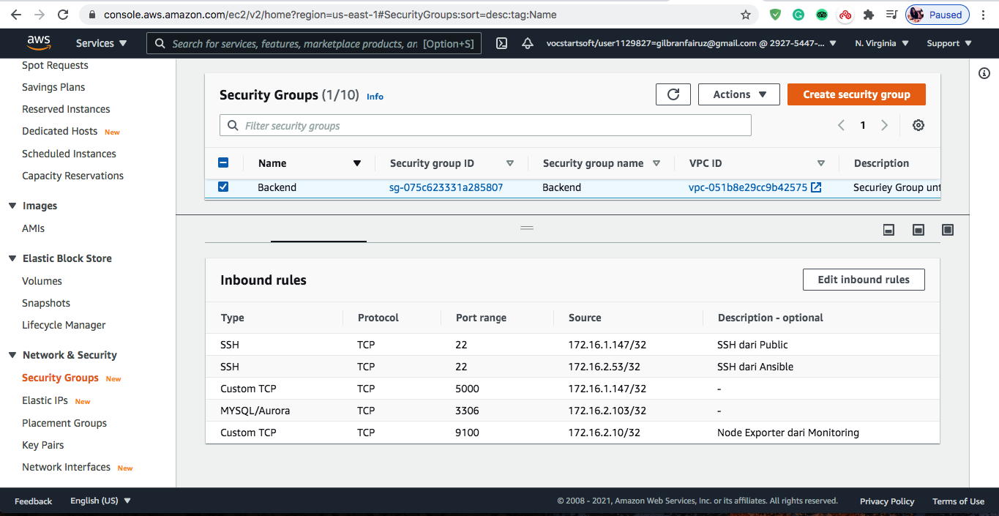 console.aws.amazon.com/ec2/v2/home?region=us-east-1#SecurityGroups:sort=desc:tag:Name
Paused
aws
Services
Search for services, features, marketplace products, an [Option+S]
vocstartsoft/user1129827=gilbranfairuz@gmail.com @ 2927-5447-...
N. Virginia
Support
Spot Requests
Savings Plans
Reserved Instances
Dedicated Hosts New
Scheduled Instances
Capacity Reservations
Images
AMIs
Elastic Block Store
Volumes
Snapshots
Lifecycle Manager
Network & Security
Security Groups New
Elastic IPs New
Placement Groups
Key Pairs
Network Interfaces New
Security Groups (1/10) Info
Actions
Create security group
Filter security groups
1
Name Security group ID Security group name VPC ID Description
Backend sg-075c623331a285807 Backend vpc-051b8e29cc9b42575 Securiey Group unt
Inbound rules
Edit inbound rules
Type Protocol Port range Source Description - optional
SSH TCP 22 172.16.1.147/32 SSH dari Public
SSH TCP 22 172.16.2.53/32 SSH dari Ansible
Custom TCP TCP 5000 172.16.1.147/32 -
MYSQL/Aurora TCP 3306 172.16.2.103/32 -
Custom TCP TCP 9100 172.16.2.10/32 Node Exporter dari Monitoring
Feedback English (US) © 2008 - 2021, Amazon Web Services, Inc. or its affiliates. All rights reserved. Privacy Policy Terms of Use